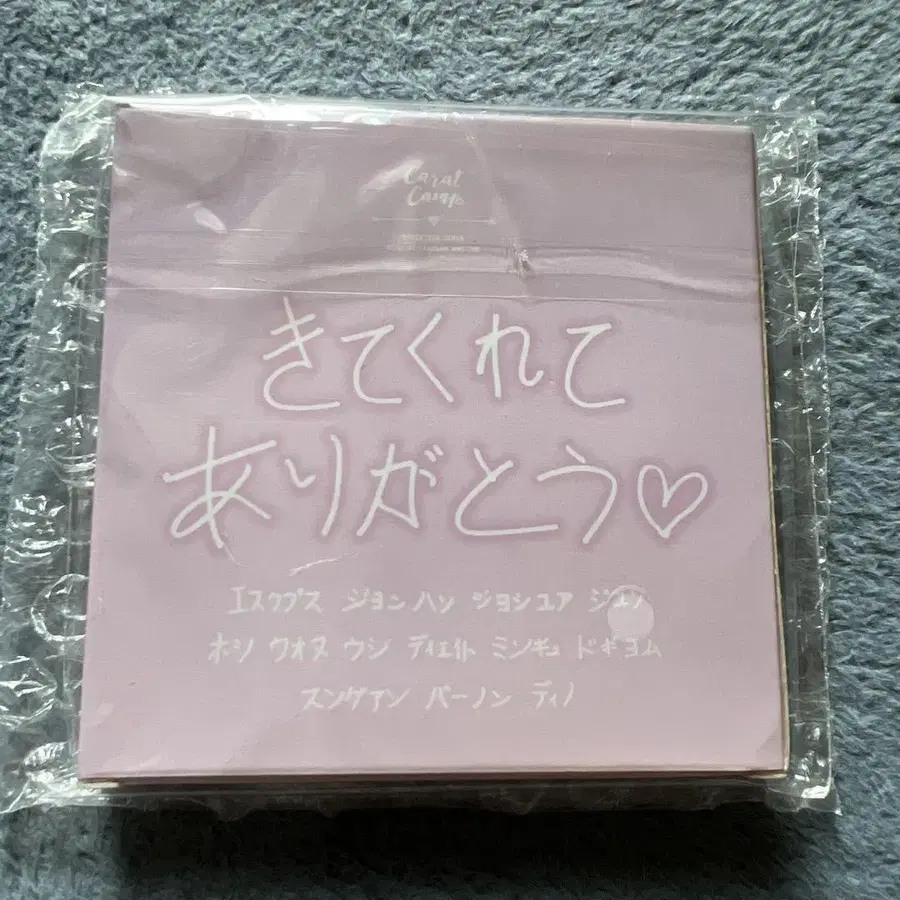 Carat
Camp
きてくれて
ありがとう♡
エスクプス ジョンハン ジョシュア ジュン
ホシ ウォヌ ウジ ディエイト ミンギュ ドギョム
スングァン バーノン ディノ